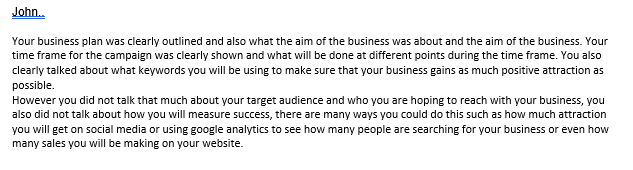 John..
Your business plan was clearly outlined and also what the aim of the business was about and the aim of the business. Your
time frame for the campaign was clearly shown and what will be done at different points during the time frame. You also
clearly talked about what keywords you will be using to make sure that your business gains as much positive attraction as
possible.
However you did not talk that much about your target audience and who you are hoping to reach with your business, you
also did not talk about how you will measure success, there are many ways you could do this such as how much attraction
you will get on social media or using google analytics to see how many people are searching for your business or even how
many sales you will be making on your website.